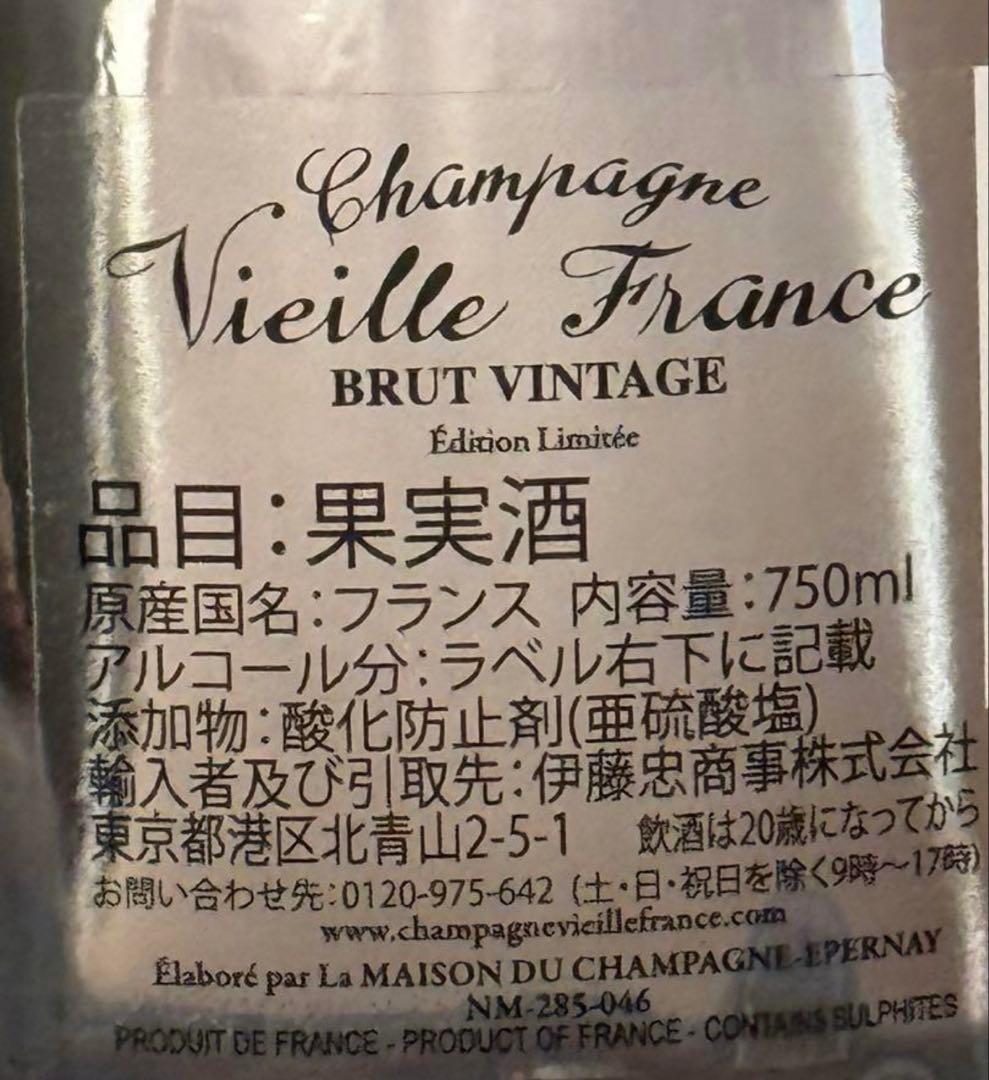 Champagne
Vieille France
BRUT VINTAGE
Édition Limitée
品目:果実酒
原産国名:フランス 内容量:750ml
アルコール分:ラベル右下に記載
添加物:酸化防止剤(亜硫酸塩)
輸入者及び引取先:伊藤忠商事株式会社
東京都港区北青山2-5-1 飲酒は20歳になってから
お問い合わせ先:0120-975-642 (土・日・祝日を除く9時〜17時)
www.champagnevieillefrance.com
Élaboré par La MAISON DU CHAMPAGNE-EPERNAY
NM-285-046
PRODUIT DE FRANCE - PRODUCT OF FRANCE - CONTAINS SULPHITES